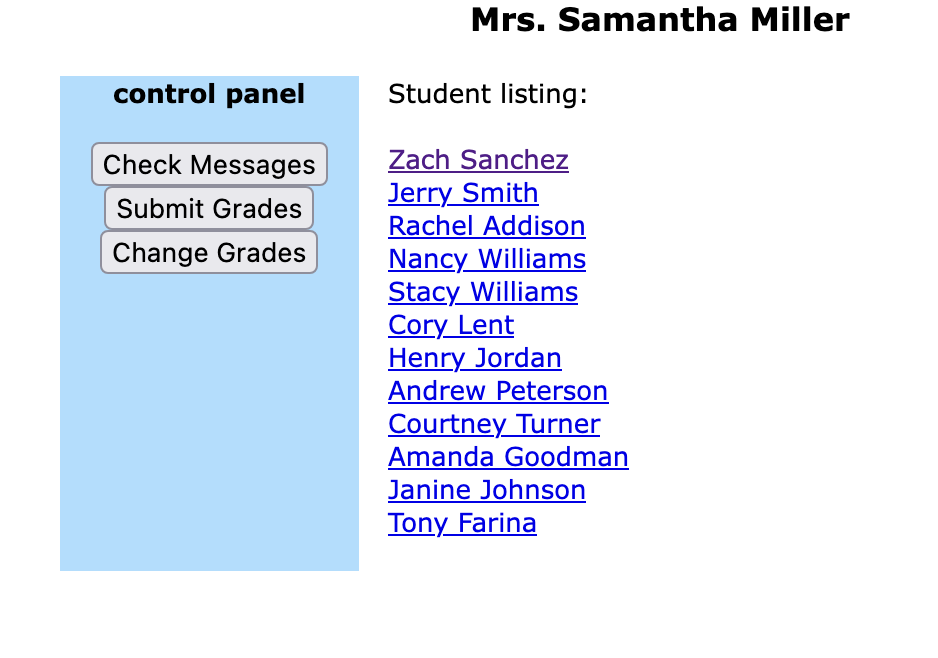 Mrs. Samantha Miller
control panel
Check Messages
Submit Grades
Change Grades
Student listing:
Zach Sanchez
Jerry Smith
Rachel Addison
Nancy Williams
Stacy Williams
Cory Lent
Henry Jordan
Andrew Peterson
Courtney Turner
Amanda Goodman
Janine Johnson
Tony Farina